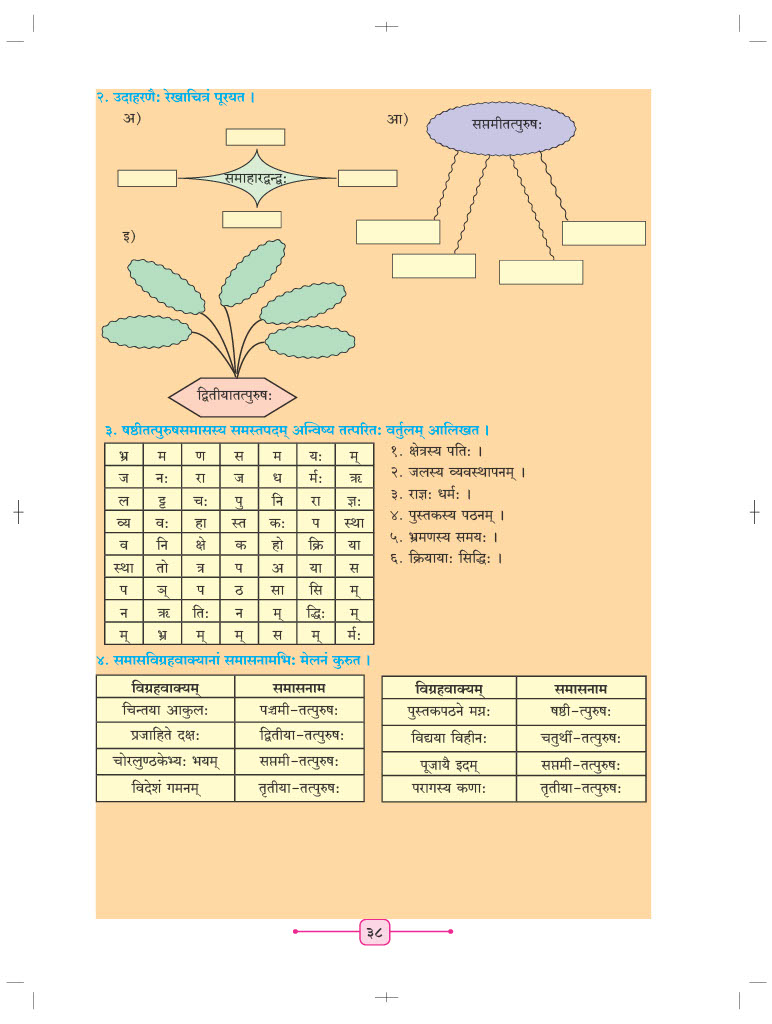 २. उदाहरणैः रेखाचित्रं पूरयत ।
अ)
समाहारद्वन्द्वः
आ)
सप्तमीतत्पुरुषः
इ)
द्वितीयातत्पुरुषः
३. षष्ठीतत्पुरुषसमासस्य समस्तपदम् अन्विष्य तत्परितः वर्तुलम् आलिखत ।
भ्र म ण स म यः म्
ज नः रा ज ध र्मः ऋ
ल ट्ट चः पु नि रा ज्ञः
व्य वः हा स्त कः प स्था
व नि क्षे क हो क्रि या
स्था तो त्र प अ या स
प ञ् प ठ सा सि म्
न ऋ तिः न म् द्धिः म्
म् भ्र म् म् स म् र्मः
१. क्षेत्रस्य पतिः ।
२. जलस्य व्यवस्थापनम् ।
३. राज्ञः धर्मः ।
४. पुस्तकस्य पठनम् ।
५. भ्रमणस्य समयः ।
६. क्रियायाः सिद्धिः ।
४. समासविग्रहवाक्यानां समासनामभिः मेलनं कुरुत ।
विग्रहवाक्यम् समासनाम
चिन्तया आकुलः पञ्चमी-तत्पुरुषः
प्रजाहिते दक्षः द्वितीया-तत्पुरुषः
चोरलुण्ठकेभ्यः भयम् सप्तमी-तत्पुरुषः
विदेशं गमनम् तृतीया-तत्पुरुषः
विग्रहवाक्यम् समासनाम
पुस्तकपठने मग्नः षष्ठी-त्पुरुषः
विद्यया विहीनः चतुर्थी-तत्पुरुषः
पूजायै इदम् सप्तमी-तत्पुरुषः
परागस्य कणाः तृतीया-तत्पुरुषः
३८